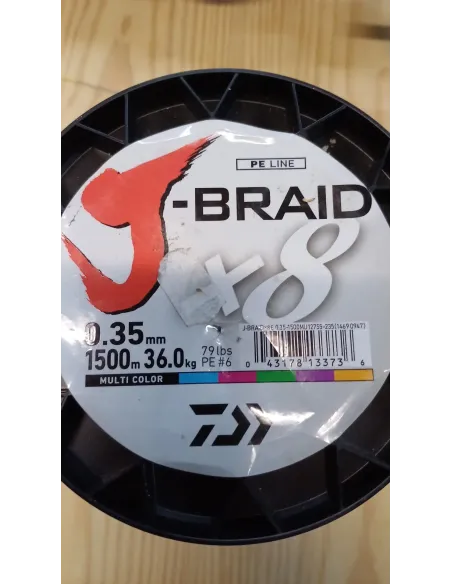 PE LINE
J-BRAID
x8
0.35mm
1500m 36.0kg
79lbs
PE #6
MULTI COLOR
0 43178 13373 6